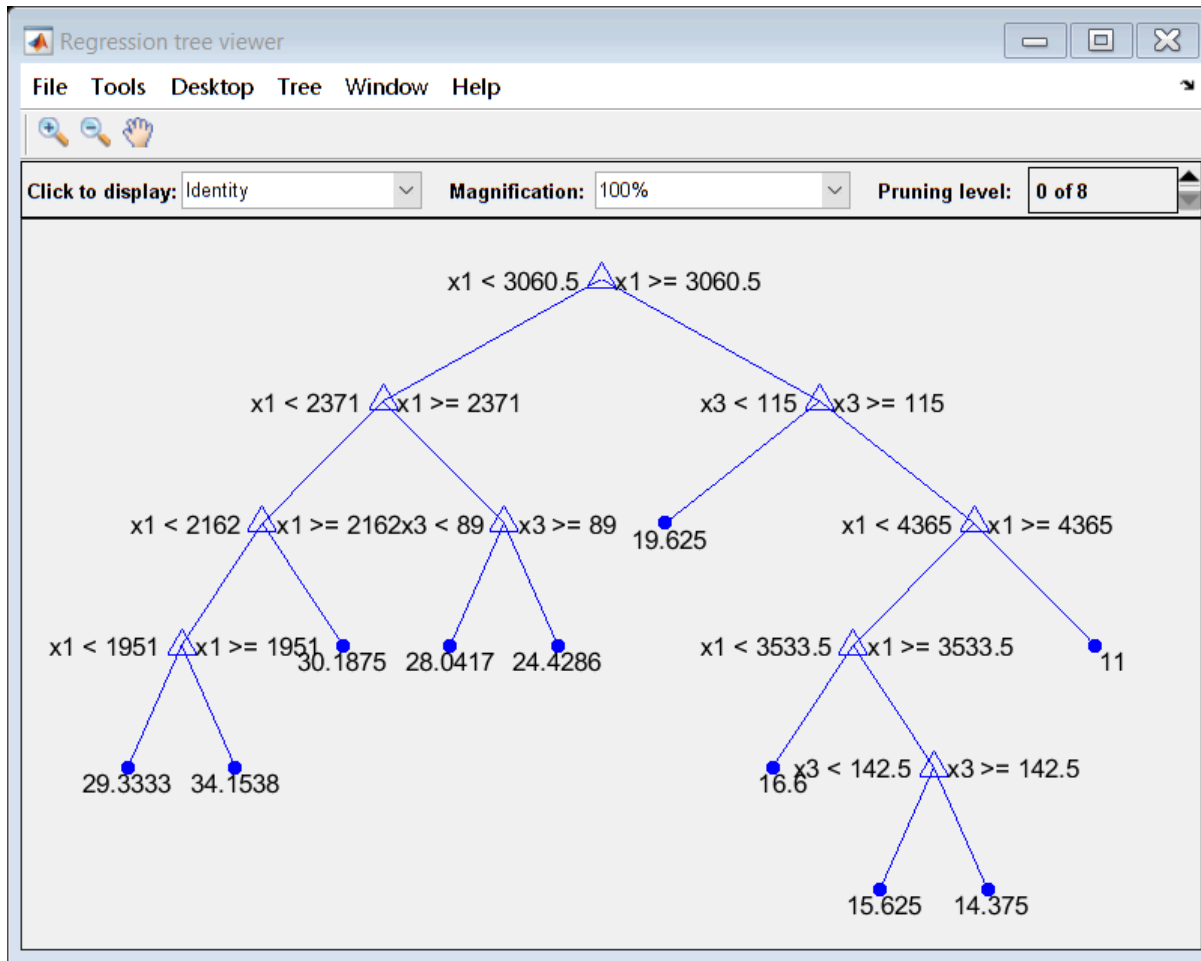 Regression tree viewer
File Tools Desktop Tree Window Help
Click to display: Identity Magnification: 100% Pruning level: 0 of 8
x1 < 3060.5 x1 >= 3060.5
x1 < 2371 x1 >= 2371 x3 < 115 x3 >= 115
x1 < 2162 x1 >= 2162 x3 < 89 x3 >= 89 19.625 x1 < 4365 x1 >= 4365
x1 < 1951 x1 >= 1951 30.1875 28.0417 24.4286 x1 < 3533.5 x1 >= 3533.5 11
29.3333 34.1538 16.6 x3 < 142.5 x3 >= 142.5
15.625 14.375